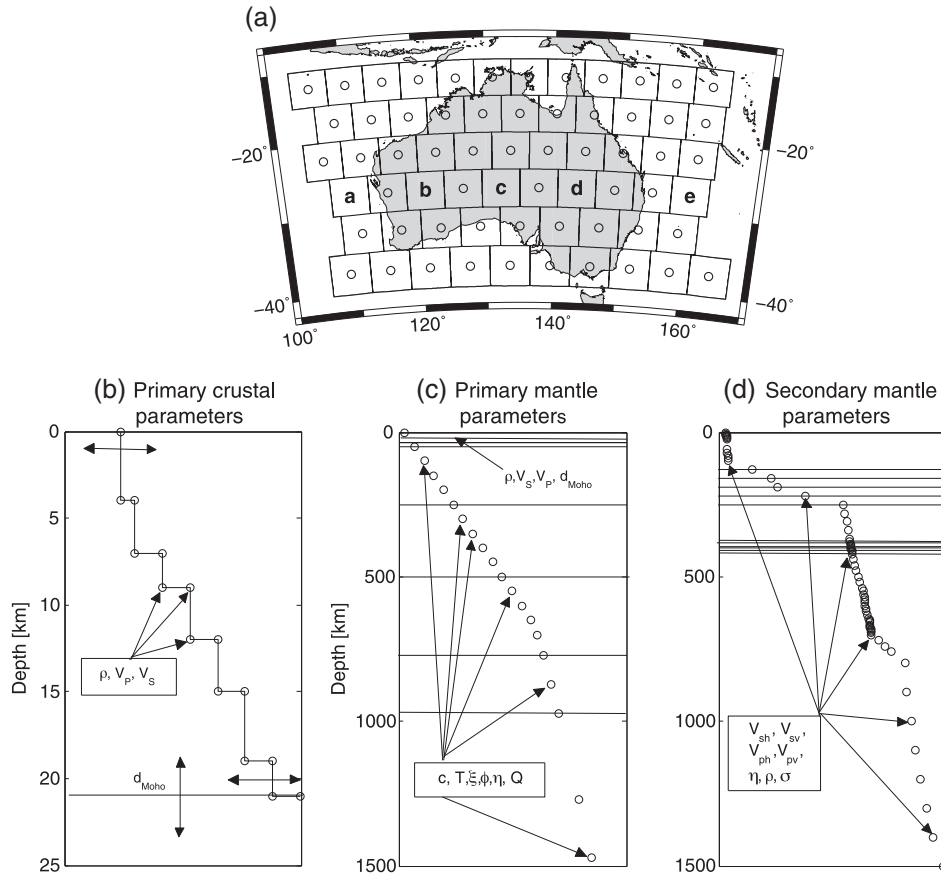 (a)
−20˚
−20˚
a b c d e
−40˚
−40˚
100˚
120˚
140˚
160˚
(b) Primary crustal
parameters
0
5
10
15
20
25
Depth [km]
ρ, V_P, V_S
d_Moho
(c) Primary mantle
parameters
0
500
1000
1500
Depth [km]
ρ,V_S,V_P, d_Moho
c, T,ξ,ϕ,η, Q
(d) Secondary mantle
parameters
0
500
1000
1500
Depth [km]
V_sh, V_sv,
V_ph,V_pv,
η, ρ, σ